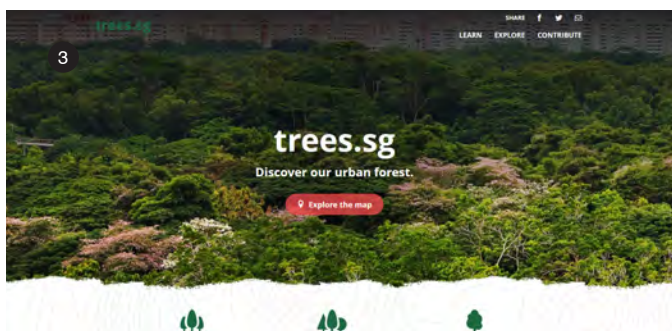 trees.sg
SHARE
LEARN EXPLORE CONTRIBUTE
3
trees.sg
Discover our urban forest.
Explore the map